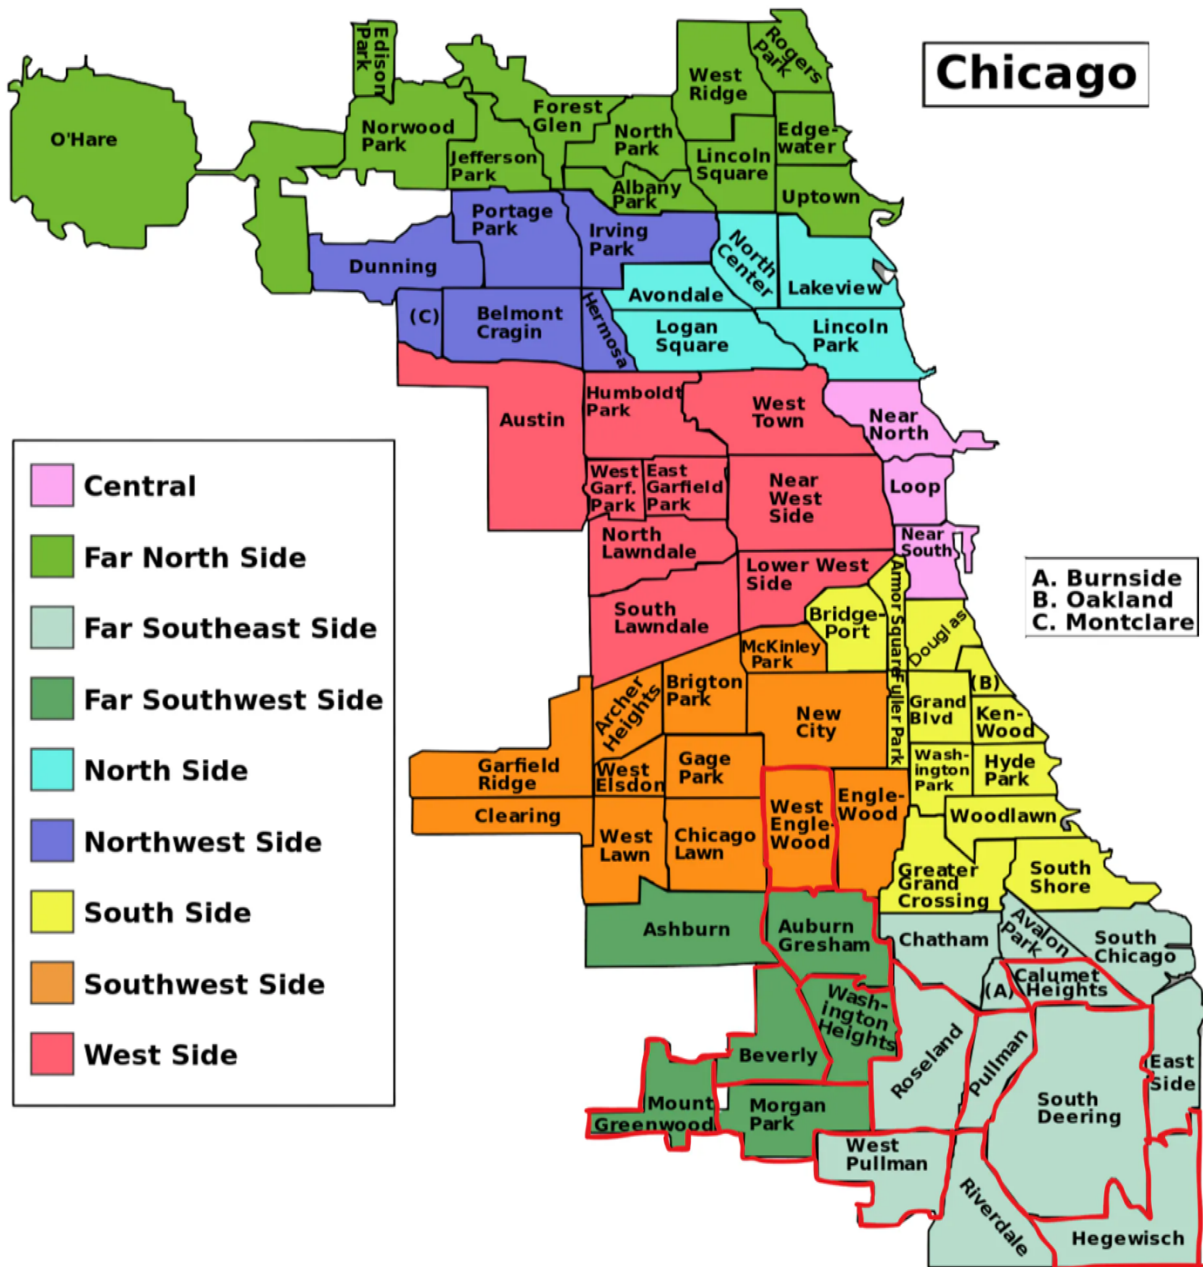 Chicago
Edison
Park
Rogers
Park
West
Ridge
O'Hare
Norwood
Park
Forest
Glen
North
Park
Edge-
water
Jefferson
Park
Lincoln
Square
Albany
Park
Uptown
Portage
Park
Irving
Park
North
Center
Dunning
Avondale
Lakeview
(C)
Belmont
Cragin
Hermosa
Logan
Square
Lincoln
Park
Austin
Humboldt
Park
West
Town
Near
North
West
Garf.
Park
East
Garfield
Park
Near
West
Side
Loop
North
Lawndale
Near
South
Lower West
Side
South
Lawndale
Bridge-
Port
Armor Square
Douglas
McKinley
Park
Archer
Heights
Brigton
Park
New
City
Fuller Park
Grand
Blvd
(B)
Ken-
Wood
Garfield
Ridge
West
Elsdon
Gage
Park
Wash-
ington
Park
Hyde
Park
Clearing
West
Lawn
Chicago
Lawn
West
Engle-
Wood
Engle-
Wood
Woodlawn
Greater
Grand
Crossing
South
Shore
Ashburn
Auburn
Gresham
Chatham
Avalon
Park
South
Chicago
(A)
Calumet
Heights
Wash-
ington
Heights
Beverly
Roseland
Pullman
East
Side
South
Deering
Mount
Greenwood
Morgan
Park
West
Pullman
Riverdale
Hegewisch
Central
Far North Side
Far Southeast Side
Far Southwest Side
North Side
Northwest Side
South Side
Southwest Side
West Side
A. Burnside
B. Oakland
C. Montclare